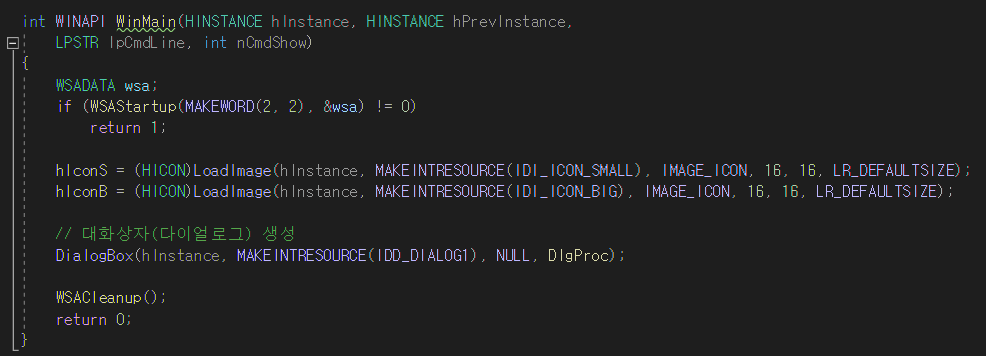 int WINAPI WinMain(HINSTANCE hInstance, HINSTANCE hPrevInstance,
LPSTR lpCmdLine, int nCmdShow)
{
WSADATA wsa;
if (WSAStartup(MAKEWORD(2, 2), &wsa) != 0)
return 1;
hIconS = (HICON)LoadImage(hInstance, MAKEINTRESOURCE(IDI_ICON_SMALL), IMAGE_ICON, 16, 16, LR_DEFAULTSIZE);
hIconB = (HICON)LoadImage(hInstance, MAKEINTRESOURCE(IDI_ICON_BIG), IMAGE_ICON, 16, 16, LR_DEFAULTSIZE);
// 대화상자(다이얼로그) 생성
DialogBox(hInstance, MAKEINTRESOURCE(IDD_DIALOG1), NULL, DlgProc);
WSACleanup();
return 0;
}